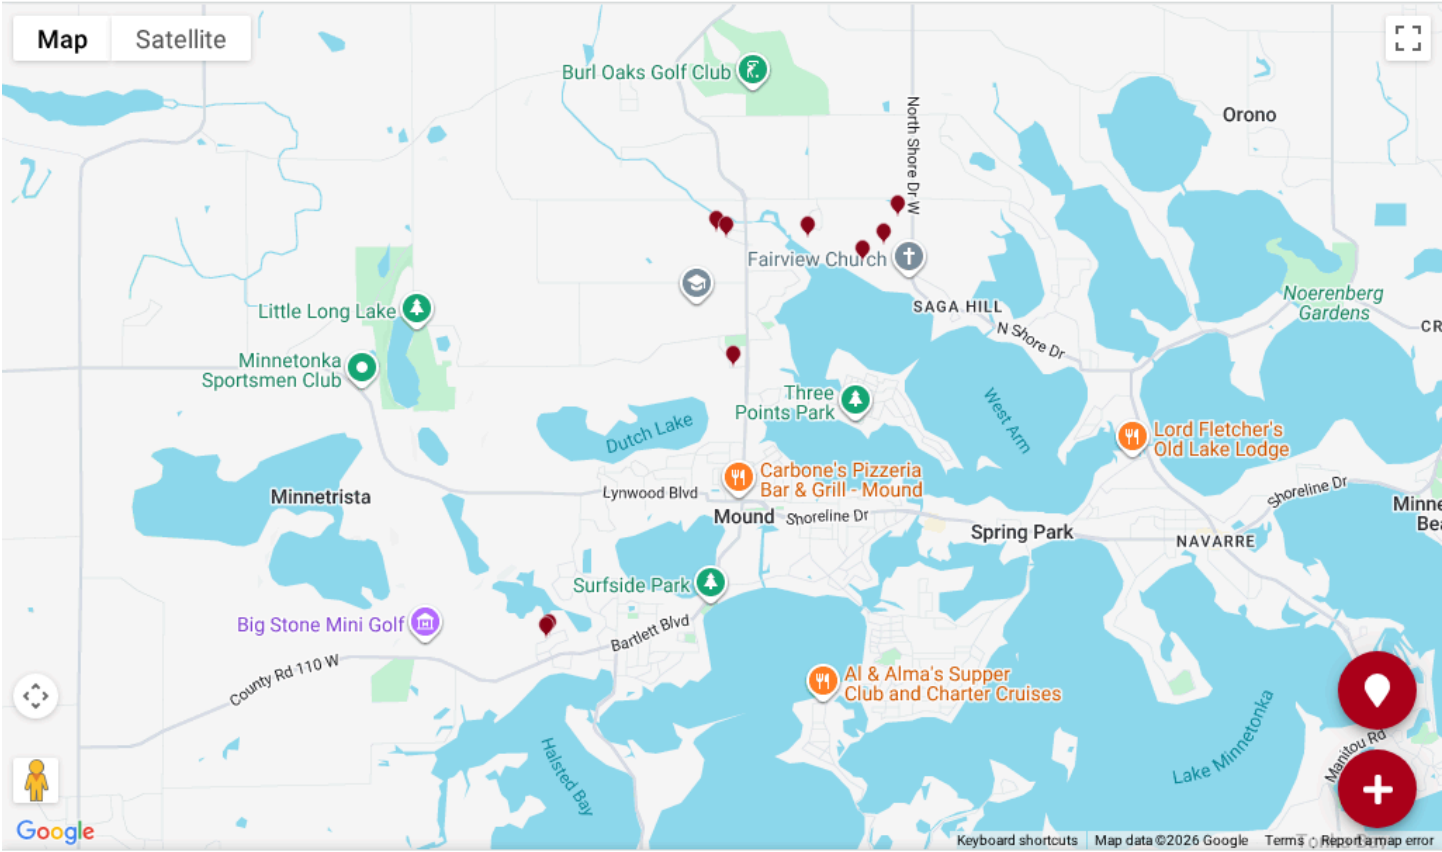 Map
Satellite
Burl Oaks Golf Club
Orono
North Shore Dr W
Fairview Church
Little Long Lake
SAGA HILL
Noerenberg
Gardens
N Shore Dr
CR
Minnetonka
Sportsmen Club
Three
Points Park
West Arm
Dutch Lake
Lord Fletcher's
Old Lake Lodge
Carbone's Pizzeria
Bar & Grill - Mound
Minnetrista
Lynwood Blvd
Shoreline Dr
Mound
Shoreline Dr
Minne
Bea
Spring Park
NAVARRE
Surfside Park
Big Stone Mini Golf
Bartlett Blvd
County Rd 110 W
Al & Alma's Supper
Club and Charter Cruises
Halsted Bay
Lake Minnetonka
Manitou Rd
Google
Keyboard shortcuts
Map data ©2026 Google
Terms
Report a map error